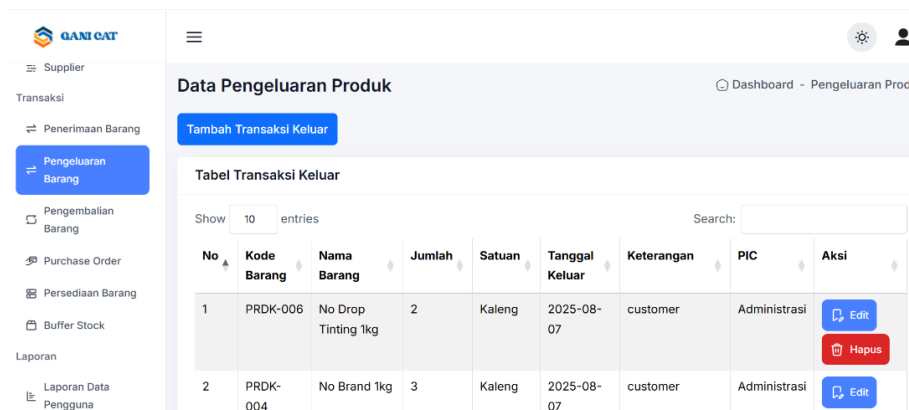 GANI CAT
Supplier
Transaksi
Penerimaan Barang
Pengeluaran
Barang
Pengembalian
Barang
Purchase Order
Persediaan Barang
Buffer Stock
Laporan
Laporan Data
Pengguna
Data Pengeluaran Produk
Dashboard - Pengeluaran Prod
Tambah Transaksi Keluar
Tabel Transaksi Keluar
Show 10 entries Search:
No Kode Barang Nama Barang Jumlah Satuan Tanggal Keluar Keterangan PIC Aksi
1 PRDK-006 No Drop Tinting 1kg 2 Kaleng 2025-08-07 customer Administrasi Edit
Hapus
2 PRDK-004 No Brand 1kg 3 Kaleng 2025-08-07 customer Administrasi Edit